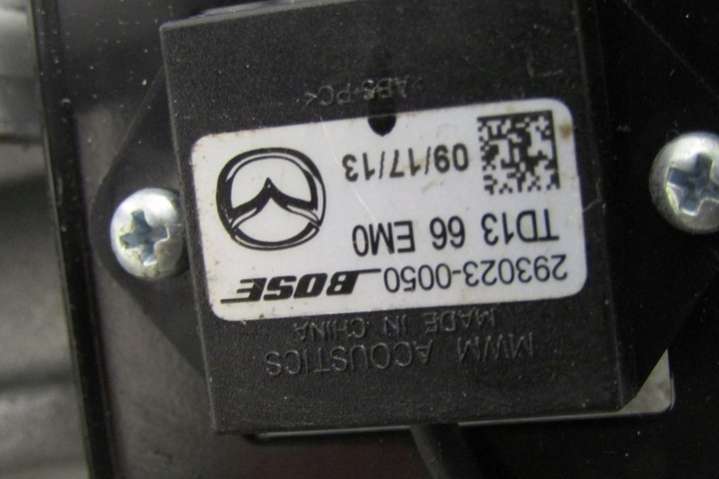 MWM ACOUSTICS
MADE IN CHINA
293023-0050 BOSE
TD13 66 EM0
09/17/13
>ABS-PC<